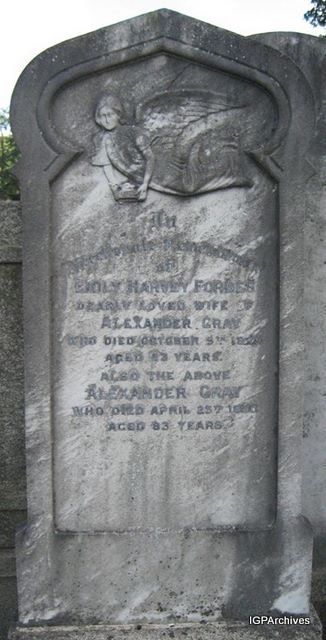 In
Affectionate Remembrance
of
EMILY HARVEY FORBES
DEARLY LOVED WIFE OF
ALEXANDER GRAY
WHO DIED OCTOBER
AGED YEARS.
ALSO THE ABOVE
ALEXANDER GRAY
WHO DIED APRIL
AGED 83 YEARS.
IGPArchives